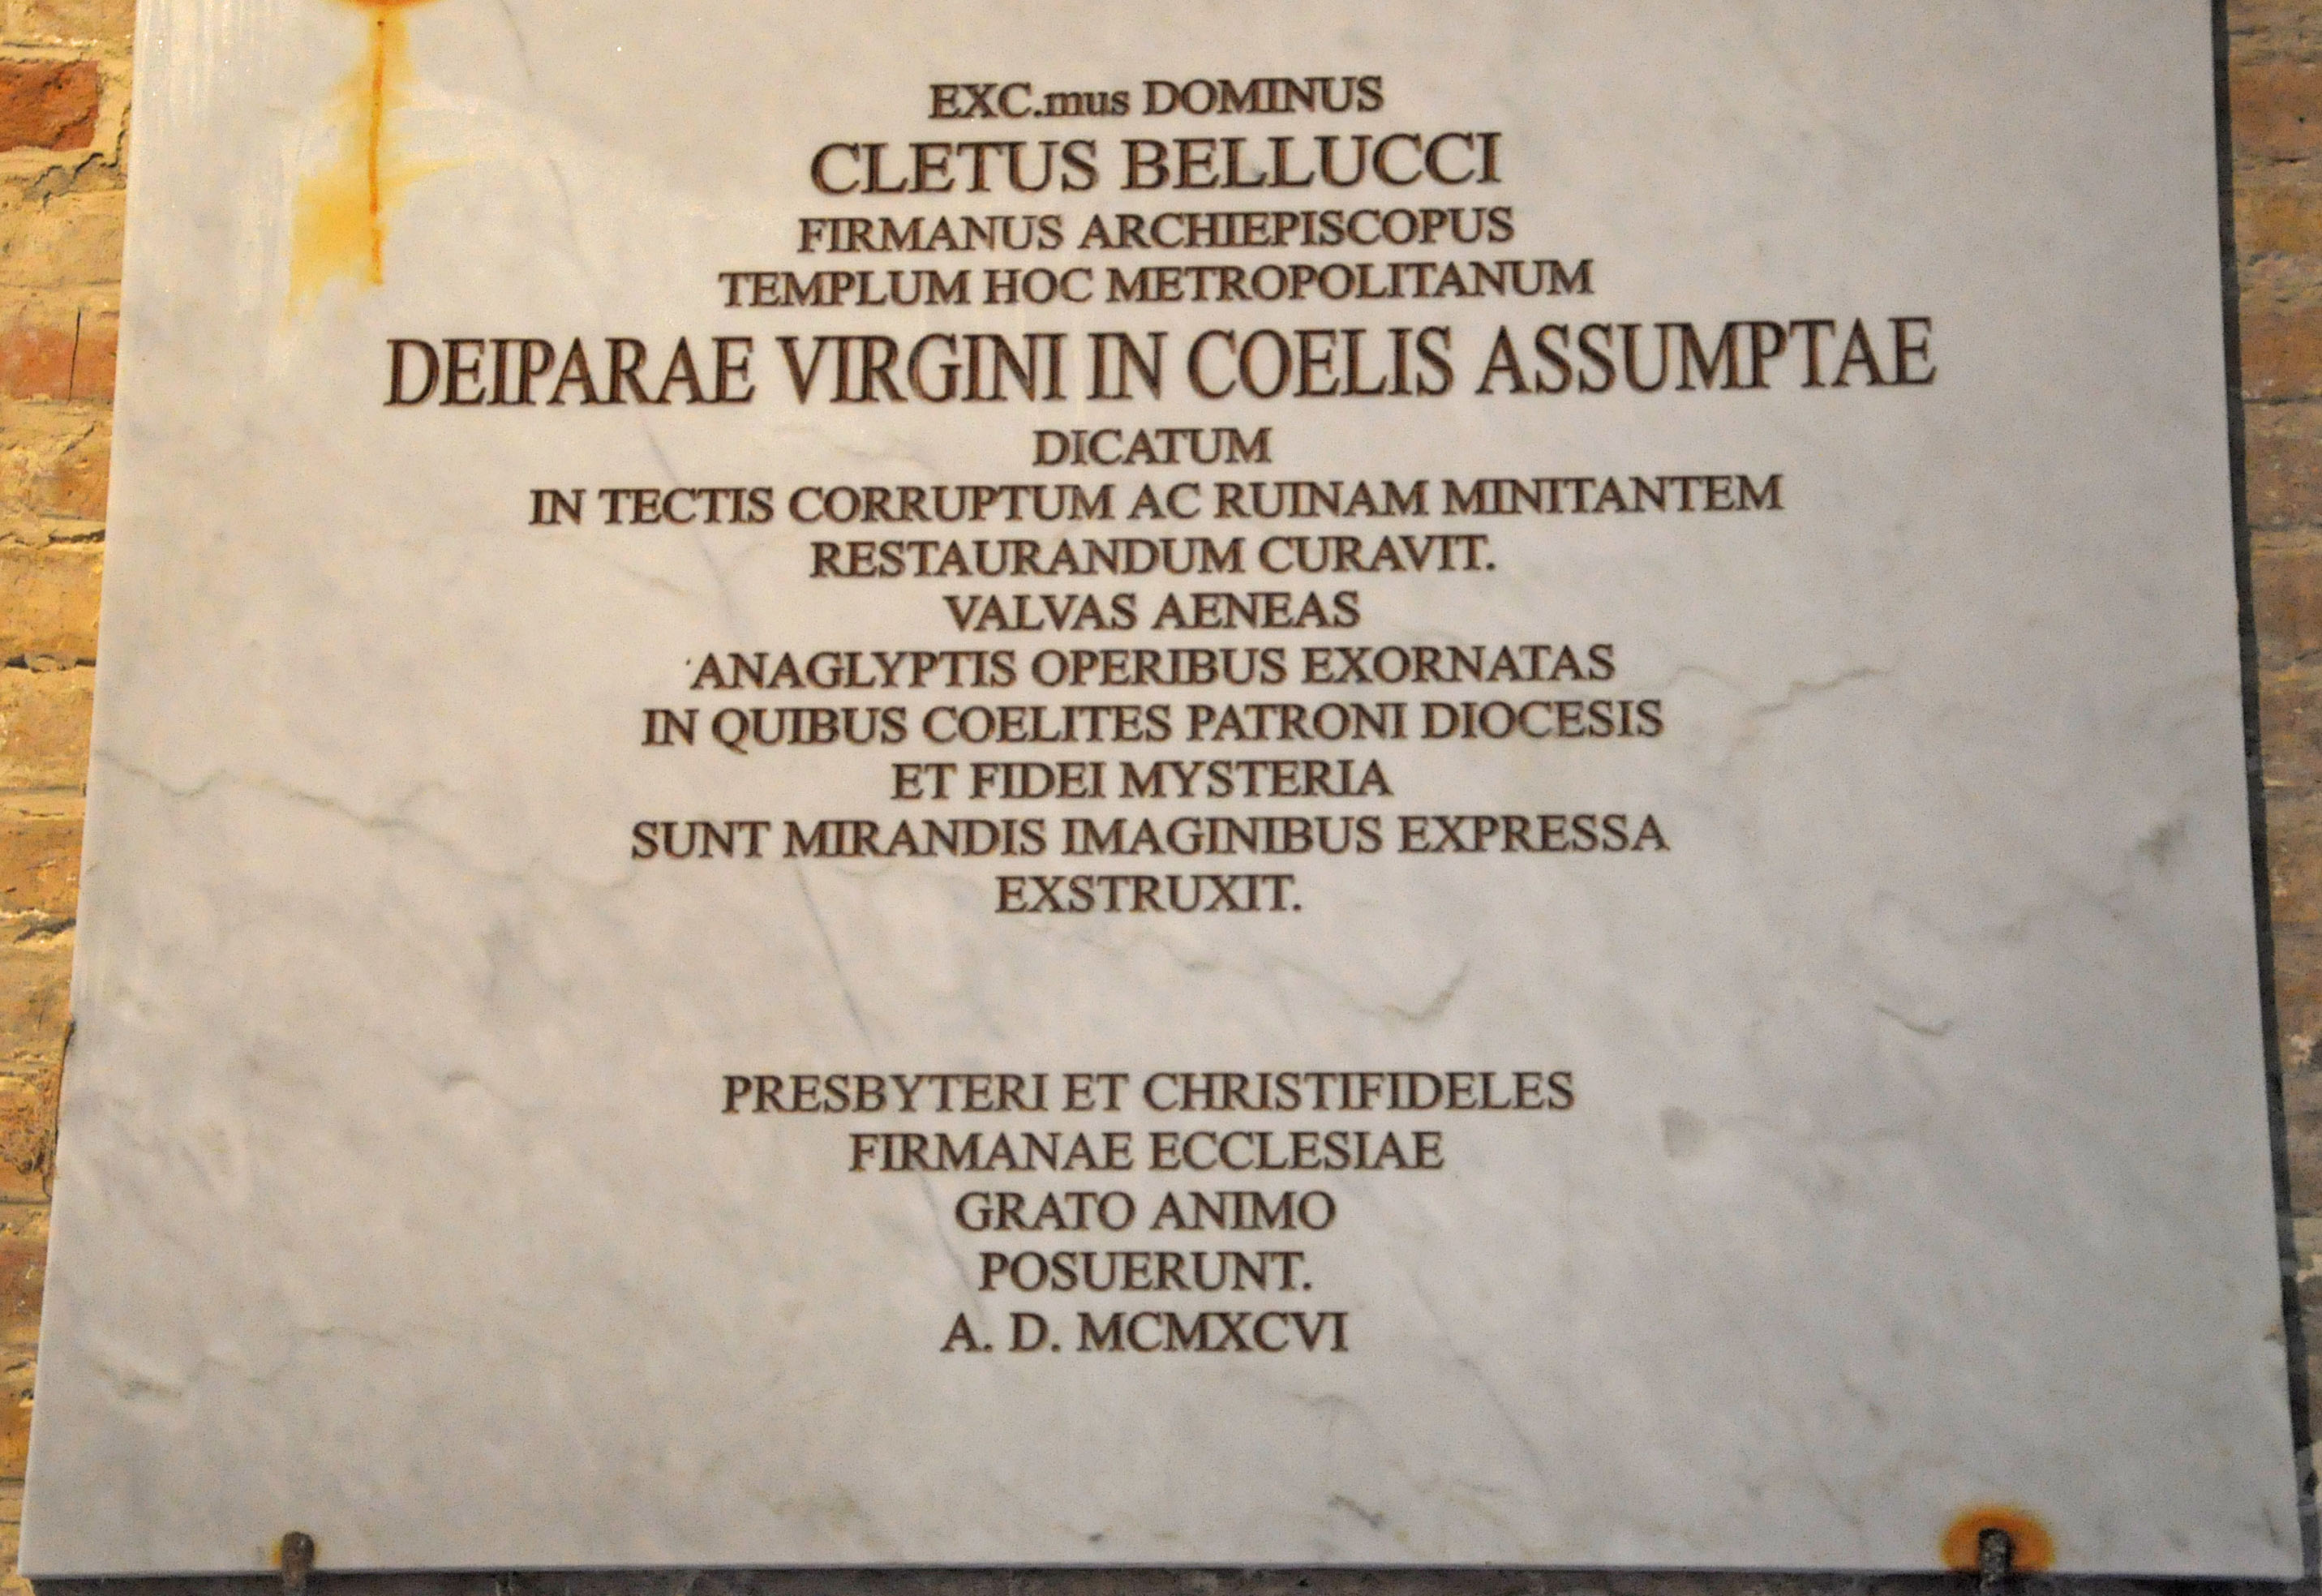 EXC.mus DOMINUS
CLETUS BELLUCCI
FIRMANUS ARCHIEPISCOPUS
TEMPLUM HOC METROPOLITANUM
DEIPARAE VIRGINI IN COELIS ASSUMPTAE
DICATUM
IN TECTIS CORRUPTUM AC RUINAM MINITANTEM
RESTAURANDUM CURAVIT.
VALVAS AENEAS
ANAGLYPTIS OPERIBUS EXORNATAS
IN QUIBUS COELITES PATRONI DIOCESIS
ET FIDEI MYSTERIA
SUNT MIRANDIS IMAGINIBUS EXPRESSA
EXSTRUXIT.
PRESBYTERI ET CHRISTIFIDELES
FIRMANAE ECCLESIAE
GRATO ANIMO
POSUERUNT.
A. D. MCMXCVI